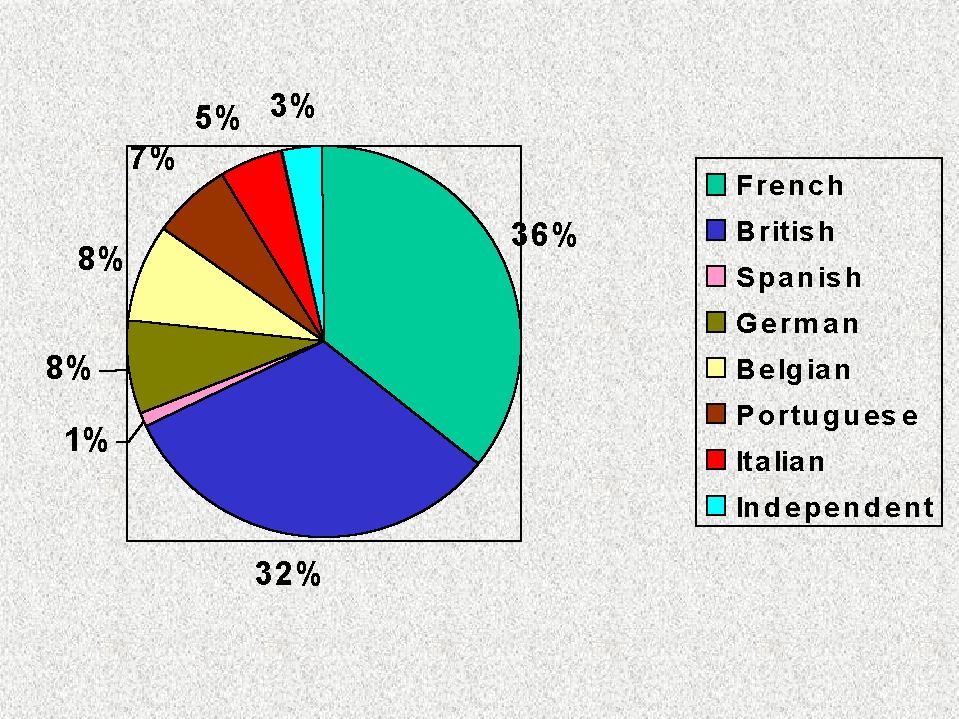 3%
5%
7%
36%
8%
8%
1%
32%
French
British
Spanish
German
Belgian
Portuguese
Italian
Independent